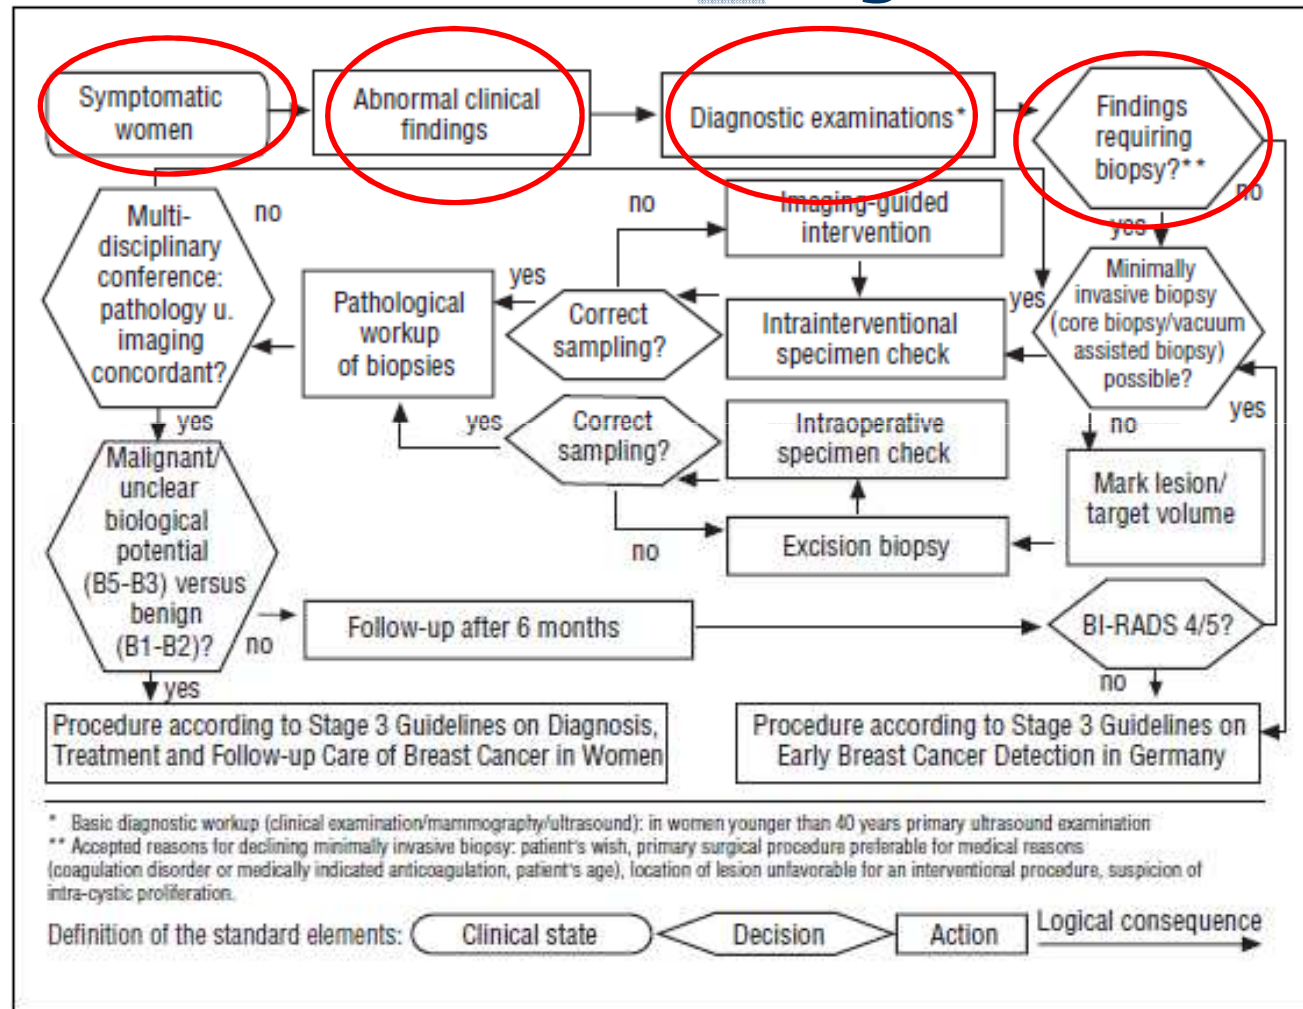 Symptomatic
women
Abnormal clinical
findings
Diagnostic examinations*
Findings
requiring
biopsy?**
no
yes
Multi-
disciplinary
conference:
pathology u.
imaging
concordant?
no
yes
Pathological
workup
of biopsies
yes
Correct
sampling?
no
Imaging-guided
intervention
Intrainterventional
specimen check
yes
Minimally
invasive biopsy
(core biopsy/vacuum
assisted biopsy)
possible?
no
yes
yes
Correct
sampling?
no
Intraoperative
specimen check
Excision biopsy
Mark lesion/
target volume
Malignant/
unclear
biological
potential
(B5-B3) versus
benign
(B1-B2)?
no
yes
Follow-up after 6 months
BI-RADS 4/5?
no
Procedure according to Stage 3 Guidelines on Diagnosis,
Treatment and Follow-up Care of Breast Cancer in Women
Procedure according to Stage 3 Guidelines on
Early Breast Cancer Detection in Germany
* Basic diagnostic workup (clinical examination/mammography/ultrasound): in women younger than 40 years primary ultrasound examination
** Accepted reasons for declining minimally invasive biopsy: patient's wish, primary surgical procedure preferable for medical reasons
(coagulation disorder or medically indicated anticoagulation, patient's age), location of lesion unfavorable for an interventional procedure, suspicion of
intra-cystic proliferation.
Definition of the standard elements:
Clinical state
Decision
Action
Logical consequence